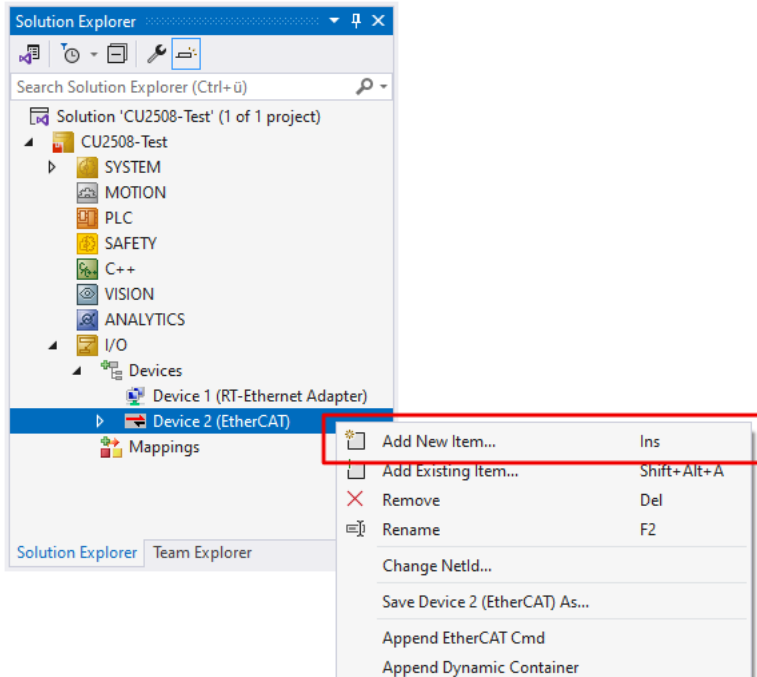 Solution Explorer
Search Solution Explorer (Ctrl+ü)
Solution 'CU2508-Test' (1 of 1 project)
CU2508-Test
SYSTEM
MOTION
PLC
SAFETY
C++
VISION
ANALYTICS
I/O
Devices
Device 1 (RT-Ethernet Adapter)
Device 2 (EtherCAT)
Mappings
Solution Explorer Team Explorer
Add New Item... Ins
Add Existing Item... Shift+Alt+A
Remove Del
Rename F2
Change NetId...
Save Device 2 (EtherCAT) As...
Append EtherCAT Cmd
Append Dynamic Container